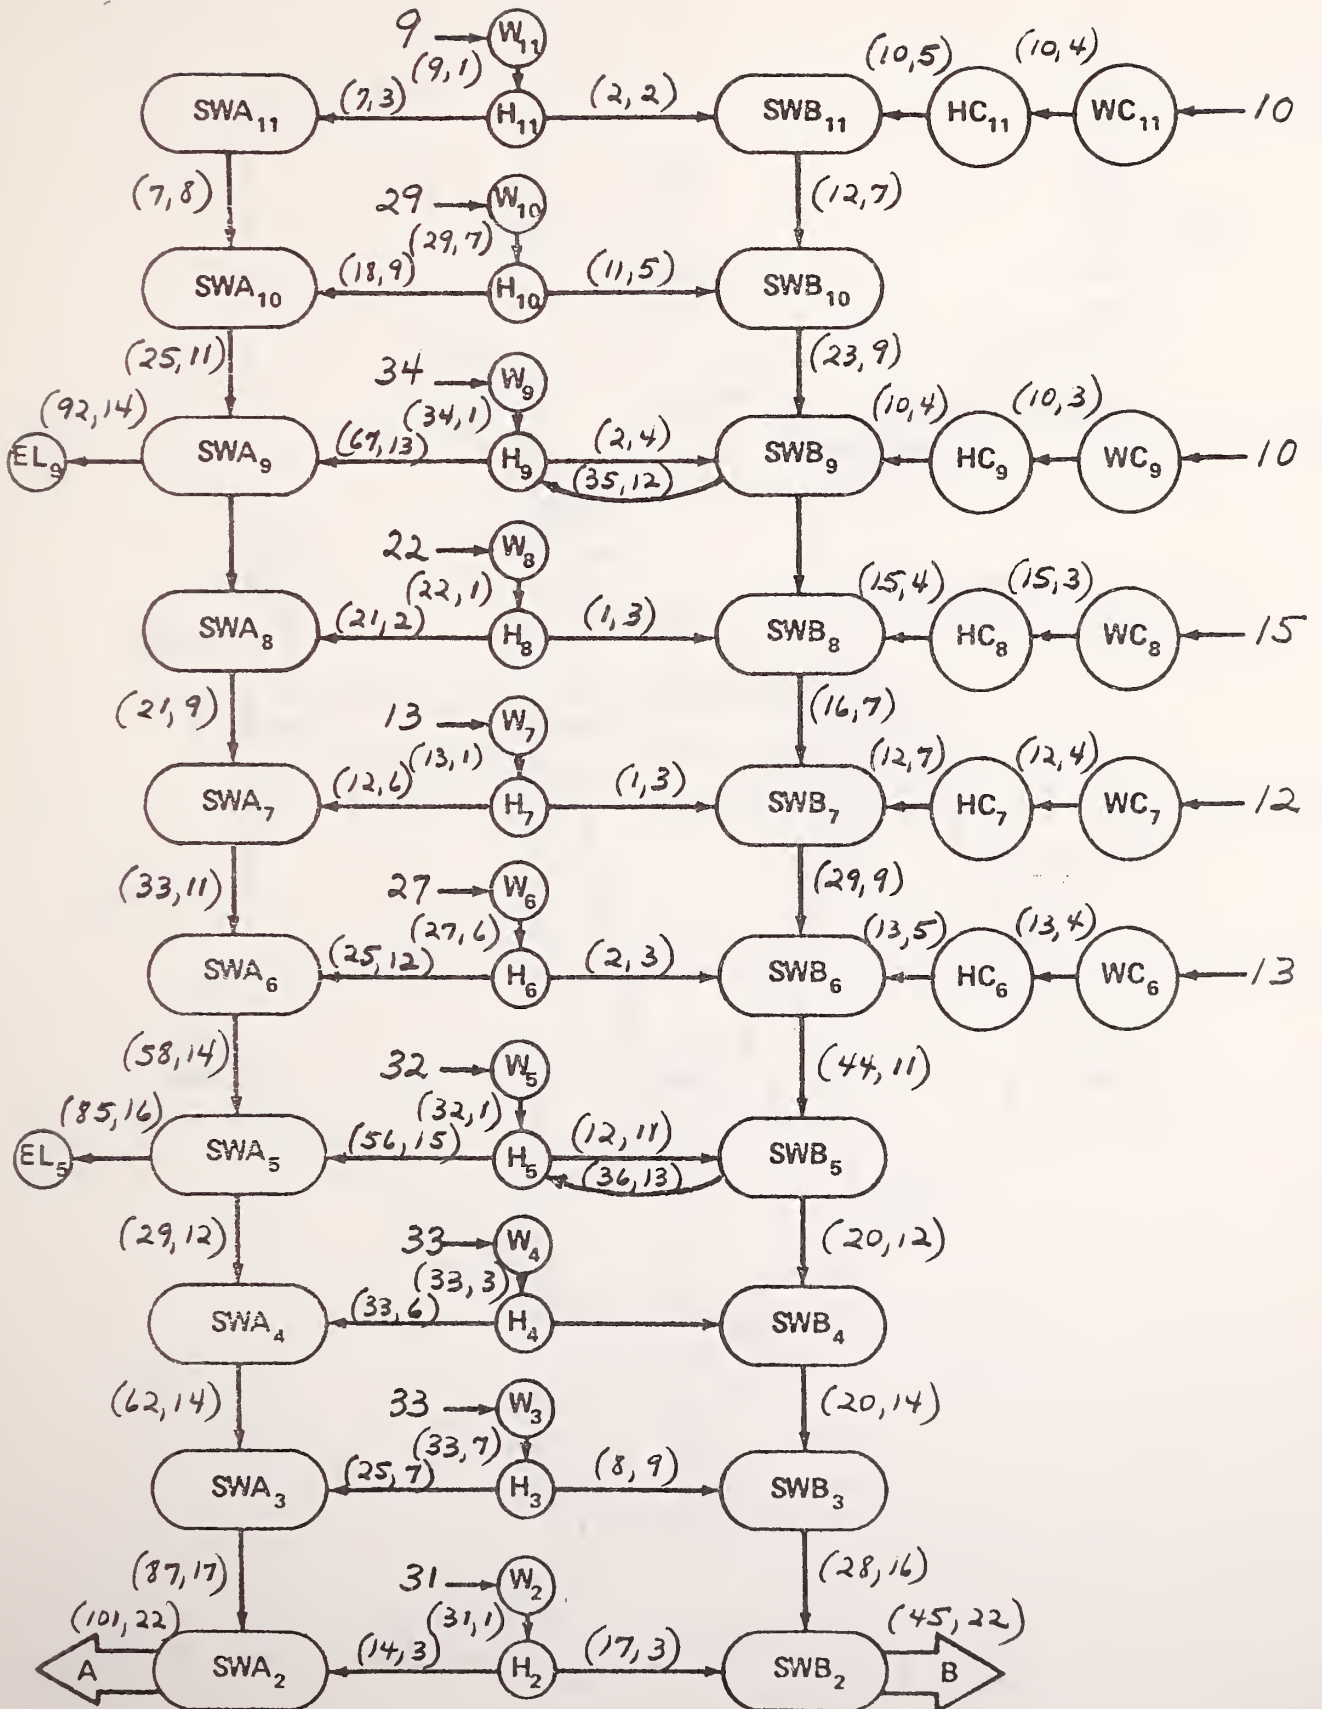 9 W11
(9,1)
(10,5) (10,4)
SWA11 (7,3) H11 (2,2) SWB11 HC11 WC11 10
(7,8) 29 W10 (12,7)
(29,7)
SWA10 (18,9) H10 (11,5) SWB10
(25,11) 34 W9 (23,9)
(92,14) (34,1) (10,4) (10,3)
EL9 SWA9 (67,13) H9 (2,4) SWB9 HC9 WC9 10
(35,12)
22 W8
(22,1) (15,4) (15,3)
SWA8 (21,2) H8 (1,3) SWB8 HC8 WC8 15
(21,9) 13 W7 (16,7)
(13,1) (12,7) (12,4)
SWA7 (12,6) H7 (1,3) SWB7 HC7 WC7 12
(33,11) 27 W6 (29,9)
(27,6) (13,5) (13,4)
SWA6 (25,12) H6 (2,3) SWB6 HC6 WC6 13
(58,14) 32 W5 (44,11)
(85,16) (32,1)
EL5 SWA5 (56,15) H5 (12,11) SWB5
(36,13)
(29,12) 33 W4 (20,12)
(33,3)
SWA4 (33,6) H4 SWB4
(62,14) 33 W3 (20,14)
(33,7)
SWA3 (25,7) H3 (8,9) SWB3
(87,17) 31 W2 (28,16)
(101,22) (31,1) (45,22)
A SWA2 (14,3) H2 (17,3) SWB2 B